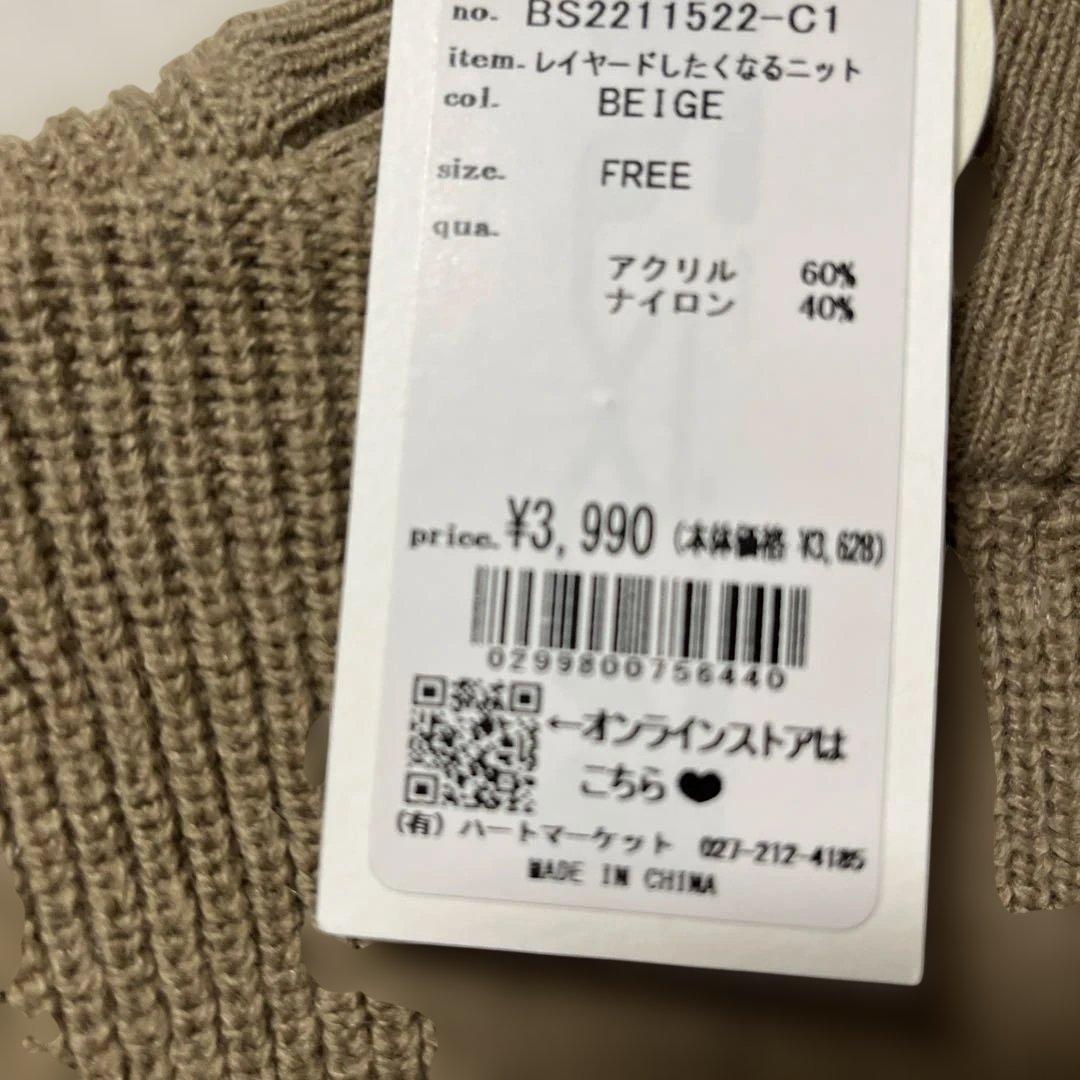 no. BS2211522-C1
item. レイヤードしたくなるニット
col. BEIGE
size. FREE
qua.
アクリル 60%
ナイロン 40%
price. ¥3,990 (本体価格 ¥3,628)
0299800756440
←オンラインストアは
こちら♥
(有) ハートマーケット 027-212-4185
MADE IN CHINA